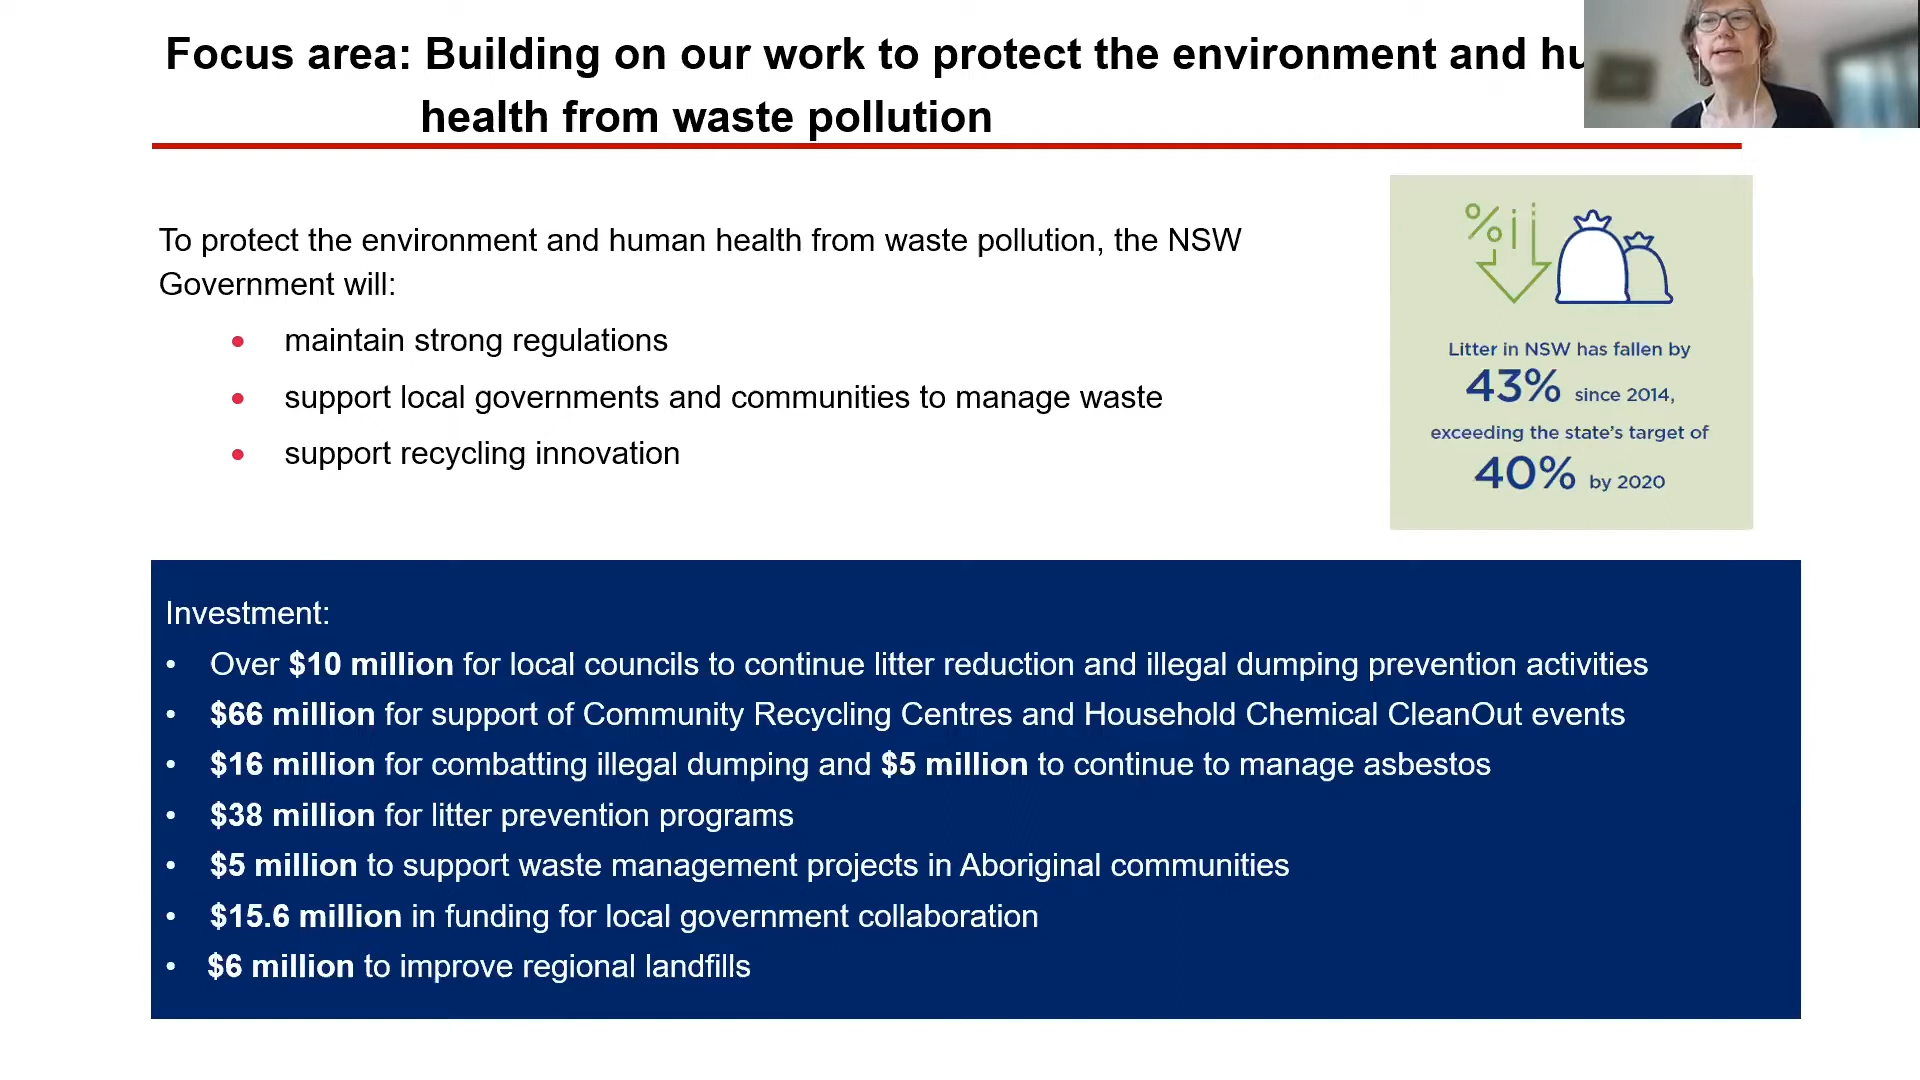 Focus area: Building on our work to protect the environment and
health from waste pollution
To protect the environment and human health from waste pollution, the NSW
Government will:
• maintain strong regulations
• support local governments and communities to manage waste
• support recycling innovation
%
Litter in NSW has fallen by
43% since 2014,
exceeding the state's target of
40% by 2020
Investment:
• Over $10 million for local councils to continue litter reduction and illegal dumping prevention activities
• $66 million for support of Community Recycling Centres and Household Chemical CleanOut events
• $16 million for combatting illegal dumping and $5 million to continue to manage asbestos
• $38 million for litter prevention programs
• $5 million to support waste management projects in Aboriginal communities
• $15.6 million in funding for local government collaboration
• $6 million to improve regional landfills